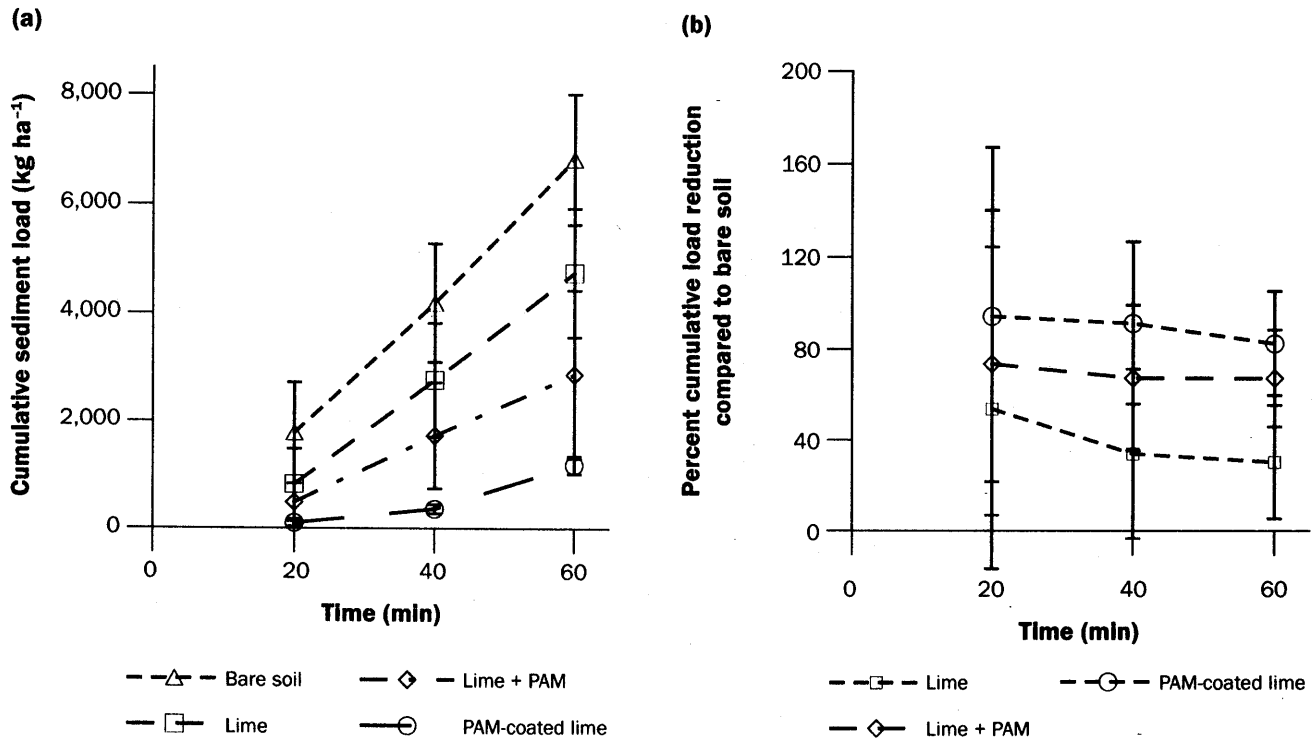 (a)
Cumulative sediment load (kg ha⁻¹)
8,000
6,000
4,000
2,000
0
0 20 40 60
Time (min)
Bare soil
Lime + PAM
Lime
PAM-coated lime
(b)
Percent cumulative load reduction
compared to bare soil
200
160
120
80
40
0
0 20 40 60
Time (min)
Lime
PAM-coated lime
Lime + PAM